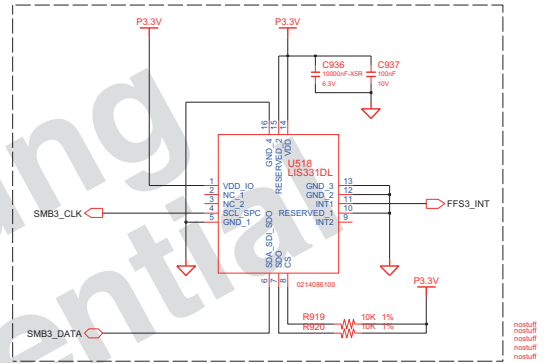 P3.3V
P3.3V
C936
10000nF-X5R
6.3V
C937
100nF
10V
16
15
14
GND_4
RESERVED_2
VDD
U518
LIS331DL
1 VDD_IO
2 NC_1
3 NC_2
4 SCL_SPC
5 GND_1
GND_3 13
GND_2 12
INT1 11
RESERVED_1 10
INT2 9
SMB3_CLK
FFS3_INT
SDA_SDI_SDO
SDO
CS
6
7
8
0214086100
P3.3V
R919 10K 1%
R920 10K 1%
SMB3_DATA
nostuff
nostuff
nostuff
nostuff
nostuff